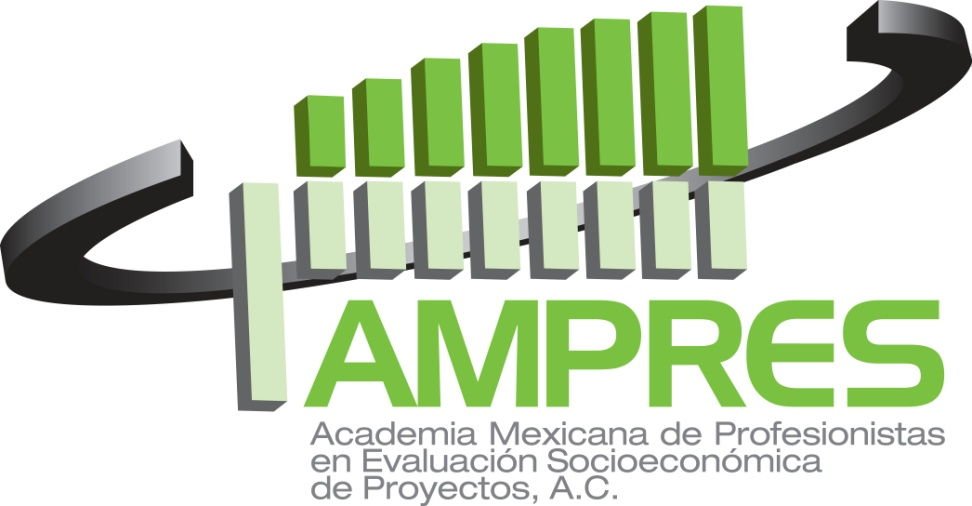 AMPRES
Academia Mexicana de Profesionistas
en Evaluación Socioeconómica
de Proyectos, A.C.